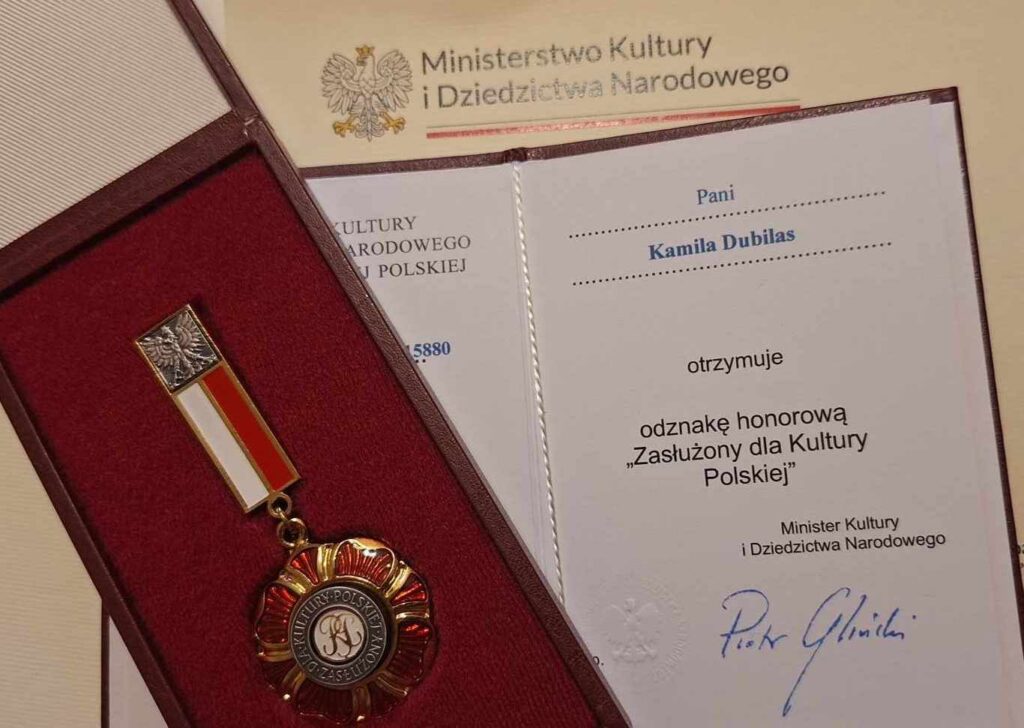 Ministerstwo Kultury
i Dziedzictwa Narodowego
KULTURY
NARODOWEGO
J POLSKIEJ
15880
Pani
Kamila Dubilas
otrzymuje
odznakę honorową
„Zasłużony dla Kultury
Polskiej”
Minister Kultury
i Dziedzictwa Narodowego
Piotr Gliński
ZASŁUŻONY DLA KULTURY POLSKIEJ